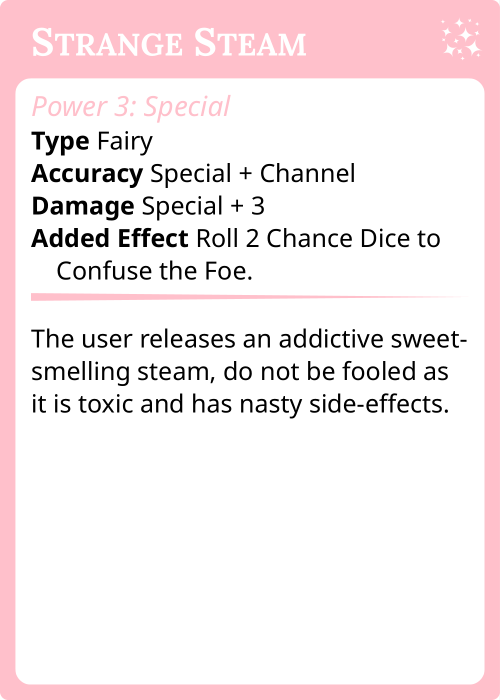 Strange Steam
Power 3: Special
Type Fairy
Accuracy Special + Channel
Damage Special + 3
Added Effect Roll 2 Chance Dice to
Confuse the Foe.
The user releases an addictive sweet-
smelling steam, do not be fooled as
it is toxic and has nasty side-effects.